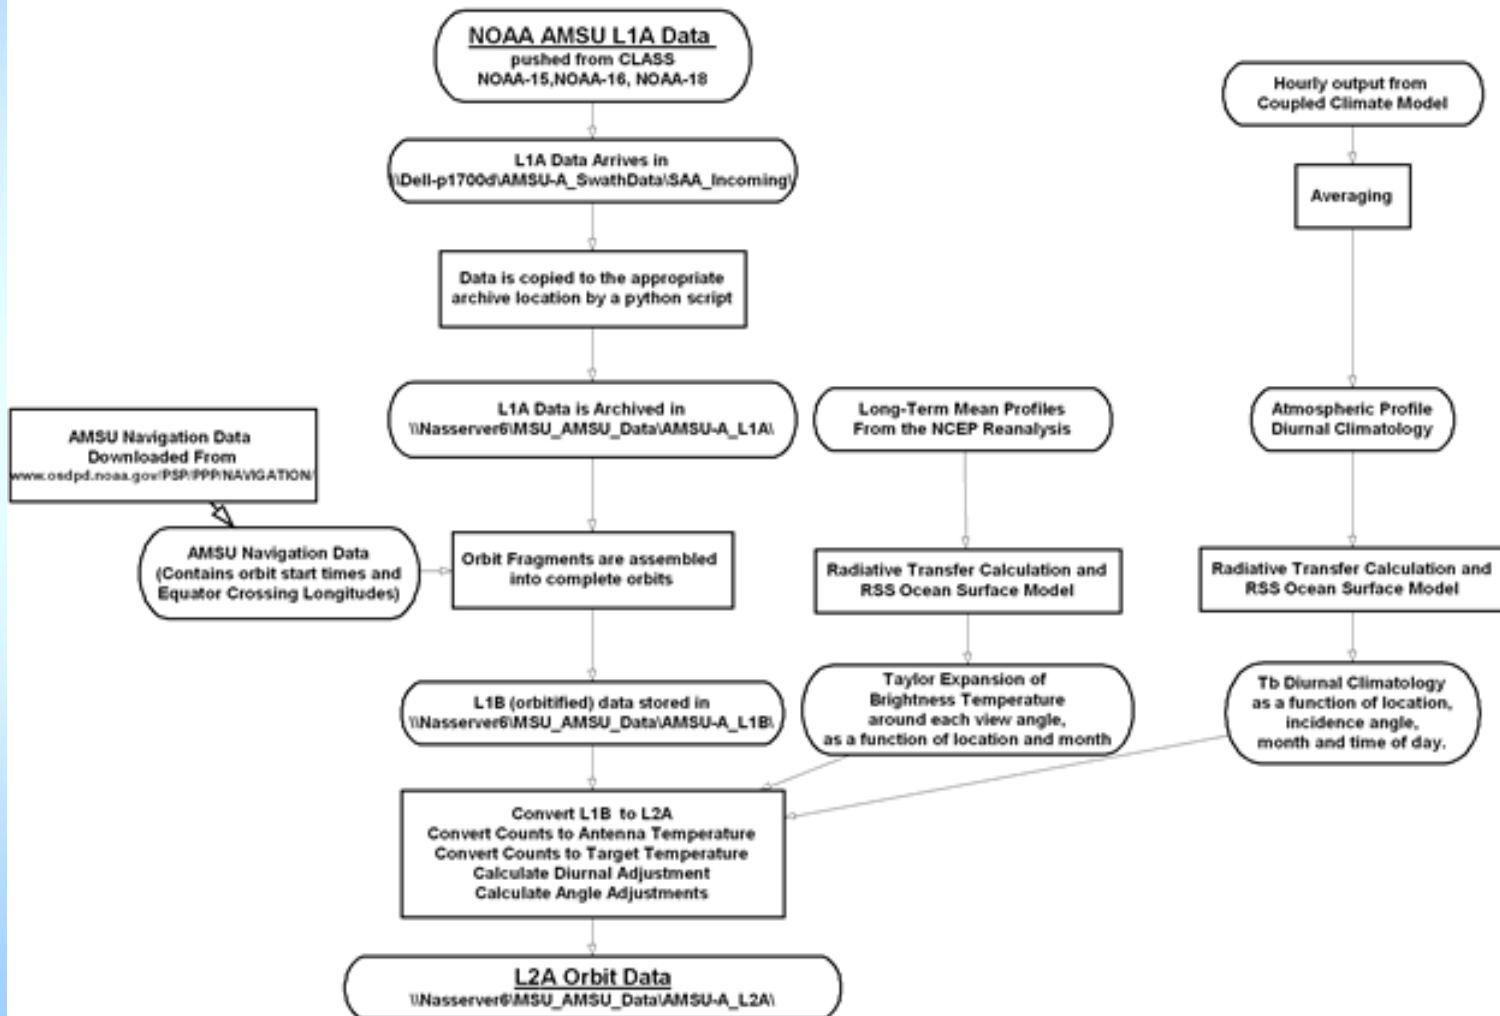 NOAA AMSU L1A Data
pushed from CLASS
NOAA-15,NOAA-16, NOAA-18
L1A Data Arrives in
\\Dell-p1700d\AMSU-A_SwathData\SAA_Incoming\
Data is copied to the appropriate
archive location by a python script
L1A Data is Archived in
\\Nasserver6\MSU_AMSU_Data\AMSU-A_L1A\
AMSU Navigation Data
Downloaded From
www.osdpd.noaa.gov/PSP/PPP/NAVIGATION/
AMSU Navigation Data
(Contains orbit start times and
Equator Crossing Longitudes)
Orbit Fragments are assembled
into complete orbits
L1B (orbitified) data stored in
\\Nasserver6\MSU_AMSU_Data\AMSU-A_L1B\
Long-Term Mean Profiles
From the NCEP Reanalysis
Radiative Transfer Calculation and
RSS Ocean Surface Model
Taylor Expansion of
Brightness Temperature
around each view angle,
as a function of location and month
Hourly output from
Coupled Climate Model
Averaging
Atmospheric Profile
Diurnal Climatology
Radiative Transfer Calculation and
RSS Ocean Surface Model
Tb Diurnal Climatology
as a function of location,
incidence angle,
month and time of day.
Convert L1B to L2A
Convert Counts to Antenna Temperature
Convert Counts to Target Temperature
Calculate Diurnal Adjustment
Calculate Angle Adjustments
L2A Orbit Data
\\Nasserver6\MSU_AMSU_Data\AMSU-A_L2A\